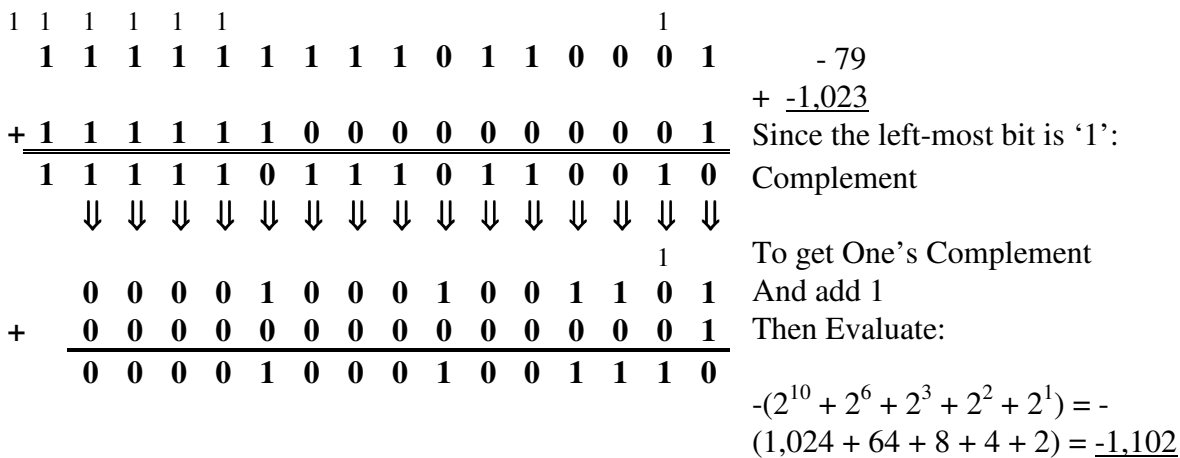 1 1 1 1 1 1 1
1 1 1 1 1 1 1 1 1 0 1 1 0 0 0 1 - 79
+ -1,023
+ 1 1 1 1 1 1 0 0 0 0 0 0 0 0 0 1 Since the left-most bit is ‘1’:
1 1 1 1 1 0 1 1 1 0 1 1 0 0 1 0 Complement
⇓ ⇓ ⇓ ⇓ ⇓ ⇓ ⇓ ⇓ ⇓ ⇓ ⇓ ⇓ ⇓ ⇓ ⇓
1 To get One’s Complement
0 0 0 0 1 0 0 0 1 0 0 1 1 0 1 And add 1
+ 0 0 0 0 0 0 0 0 0 0 0 0 0 0 1 Then Evaluate:
0 0 0 0 1 0 0 0 1 0 0 1 1 1 0
-(2^10 + 2^6 + 2^3 + 2^2 + 2^1) = -
(1,024 + 64 + 8 + 4 + 2) = -1,102